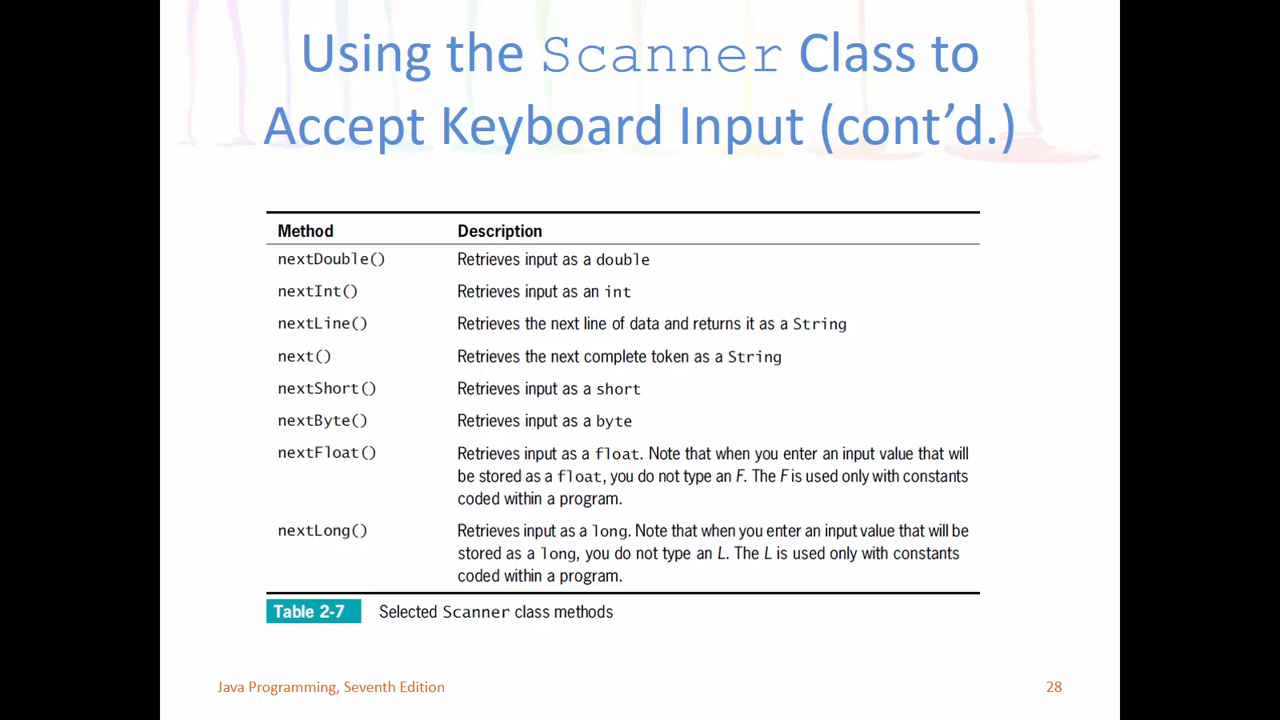 Using the Scanner Class to
Accept Keyboard Input (cont’d.)
Method Description
nextDouble() Retrieves input as a double
nextInt() Retrieves input as an int
nextLine() Retrieves the next line of data and returns it as a String
next() Retrieves the next complete token as a String
nextShort() Retrieves input as a short
nextByte() Retrieves input as a byte
nextFloat() Retrieves input as a float. Note that when you enter an input value that will
be stored as a float, you do not type an F. The F is used only with constants
coded within a program.
nextLong() Retrieves input as a long. Note that when you enter an input value that will be
stored as a long, you do not type an L. The L is used only with constants
coded within a program.
Table 2-7 Selected Scanner class methods
Java Programming, Seventh Edition 28